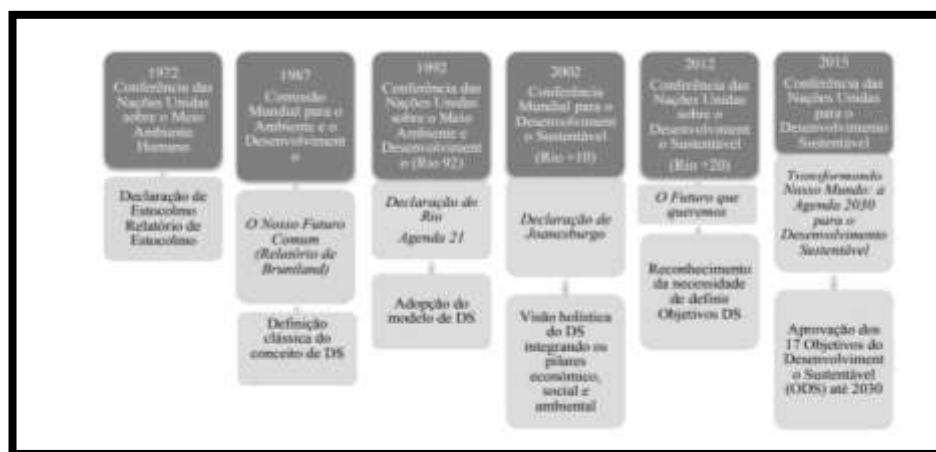 1972
Conferência das
Nações Unidas
sobre o Meio
Ambiente
Humano
Declaração de
Estocolmo
Relatório de
Estocolmo
1987
Comissão
Mundial para o
Ambiente e o
Desenvolviment
o
O Nosso Futuro
Comum
(Relatório de
Bruntland)
Definição
clássica do
conceito de DS
1992
Conferência das
Nações Unidas
sobre o Meio
Ambiente e
Desenvolviment
o (Rio 92)
Declaração do
Rio
Agenda 21
Adopção do
modelo de DS
2002
Conferência
Mundial para o
Desenvolviment
o Sustentável
(Rio +10)
Declaração de
Joanesburgo
Visão holística
do DS
integrando os
pilares
económico,
social e
ambiental
2012
Conferência das
Nações Unidas
sobre o
Desenvolviment
o Sustentável
(Rio +20)
O Futuro que
queremos
Reconhecimento
da necessidade
de definir
Objetivos DS
2015
Conferência das
Nações Unidas
para o
Desenvolvimento
Sustentável
Transformando
Nosso Mundo: a
Agenda 2030
para o
Desenvolvimento
Sustentável
Aprovação dos
17 Objetivos do
Desenvolviment
o Sustentável
(ODS) até 2030